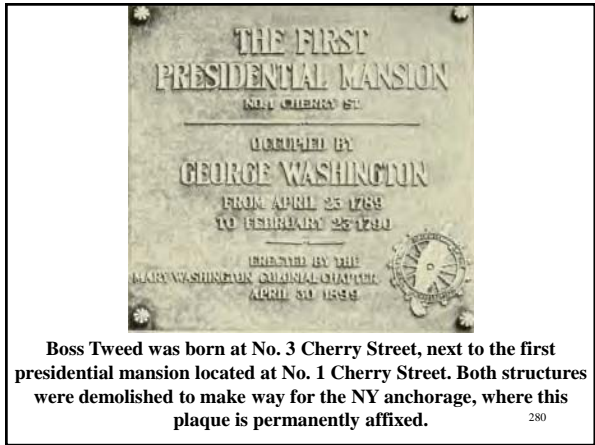 THE FIRST
PRESIDENTIAL MANSION
NO. 1 CHERRY ST.
OCCUPIED BY
GEORGE WASHINGTON
FROM APRIL 23 1789
TO FEBRUARY 23 1790
ERECTED BY THE
MARY WASHINGTON COLONIAL CHAPTER
APRIL 30 1899
Boss Tweed was born at No. 3 Cherry Street, next to the first
presidential mansion located at No. 1 Cherry Street. Both structures
were demolished to make way for the NY anchorage, where this
plaque is permanently affixed.
280